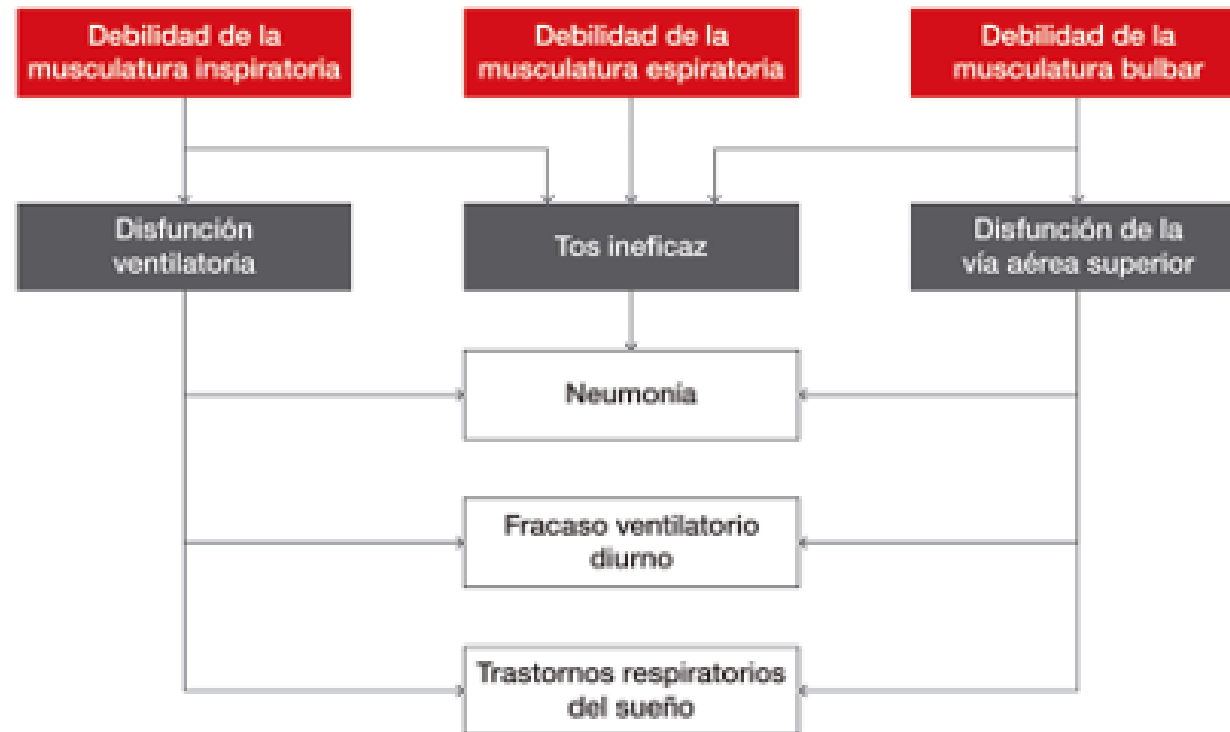 Debilidad de la
musculatura inspiratoria
Debilidad de la
musculatura espiratoria
Debilidad de la
musculatura bulbar
Disfunción
ventilatoria
Tos ineficaz
Disfunción de la
vía aérea superior
Neumonía
Fracaso ventilatorio
diurno
Trastornos respiratorios
del sueño